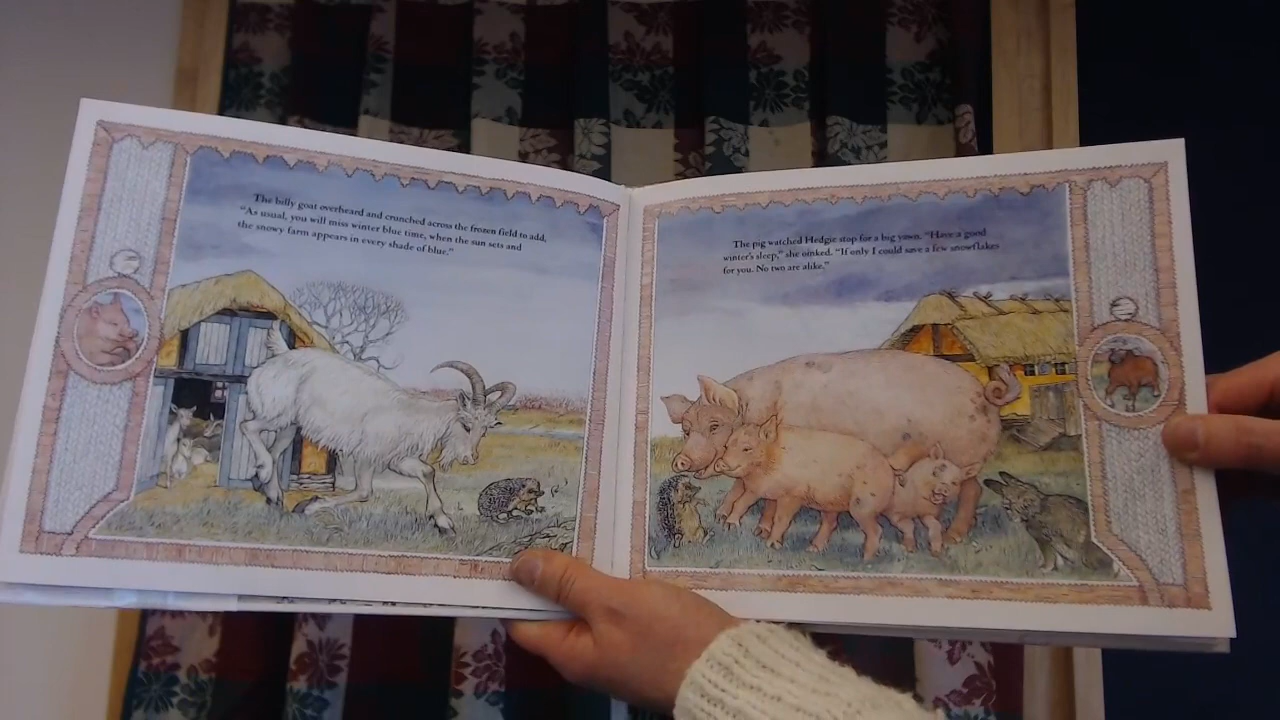 The billy goat overheard and crunched across the frozen field to add,
"As usual, you will miss winter blue time, when the sun sets and
the snowy farm appears in every shade of blue."
The pig watched Hedgie stop for a big yawn. "Have a good
winter's sleep," she oinked. "If only I could save a few snowflakes
for you. No two are alike."